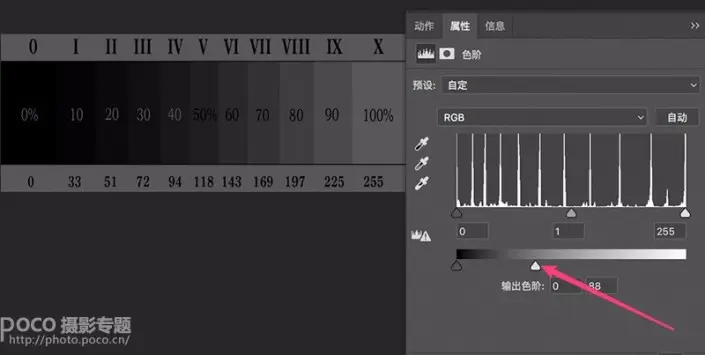 动作 属性 信息
色阶
预设: 自定
RGB 自动
0 I II III IV V VI VII VIII IX X
0% 10 20 30 40 50% 60 70 80 90 100%
0 33 51 72 94 118 143 169 197 225 255
0 1 255
输出色阶: 0 88
poco 摄影专题
http://photo.poco.cn/